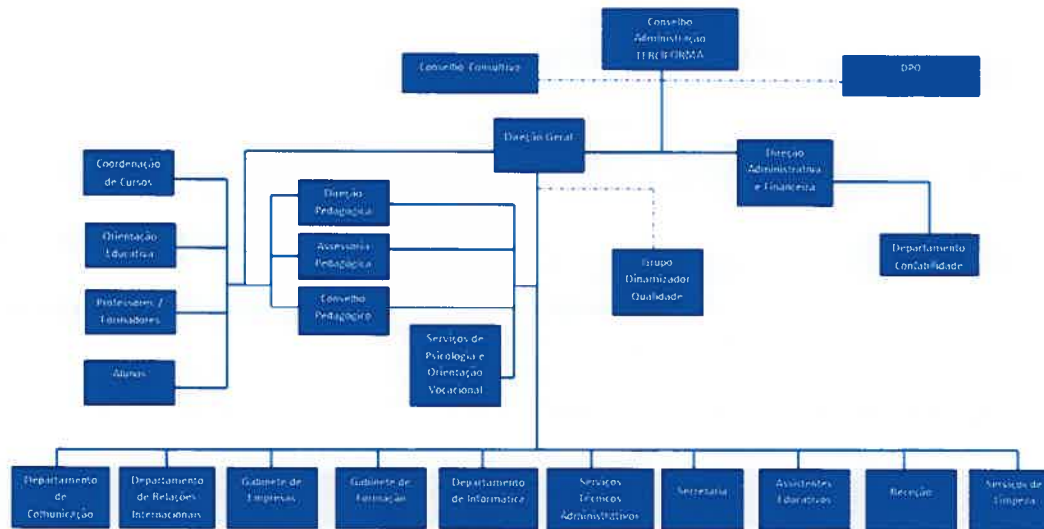 Conselho
Administração
TERCIFORMA
Conselho Consultivo
DPO
Direção Geral
Direção
Administrativa
e Financeira
Departamento
Contabilidade
Grupo
Dinamizador
Qualidade
Coordenação
de Cursos
Orientação
Educativa
Professores /
Formadores
Alunos
Direção
Pedagógica
Assessoria
Pedagógica
Conselho
Pedagógico
Serviços de
Psicologia e
Orientação
Vocacional
Departamento
de
Comunicação
Departamento
de Relações
Internacionais
Gabinete de
Empresas
Gabinete de
Formação
Departamento
de Informática
Serviços
Técnicos
Administrativos
Secretaria
Assistentes
Educativos
Receção
Serviços de
Limpeza